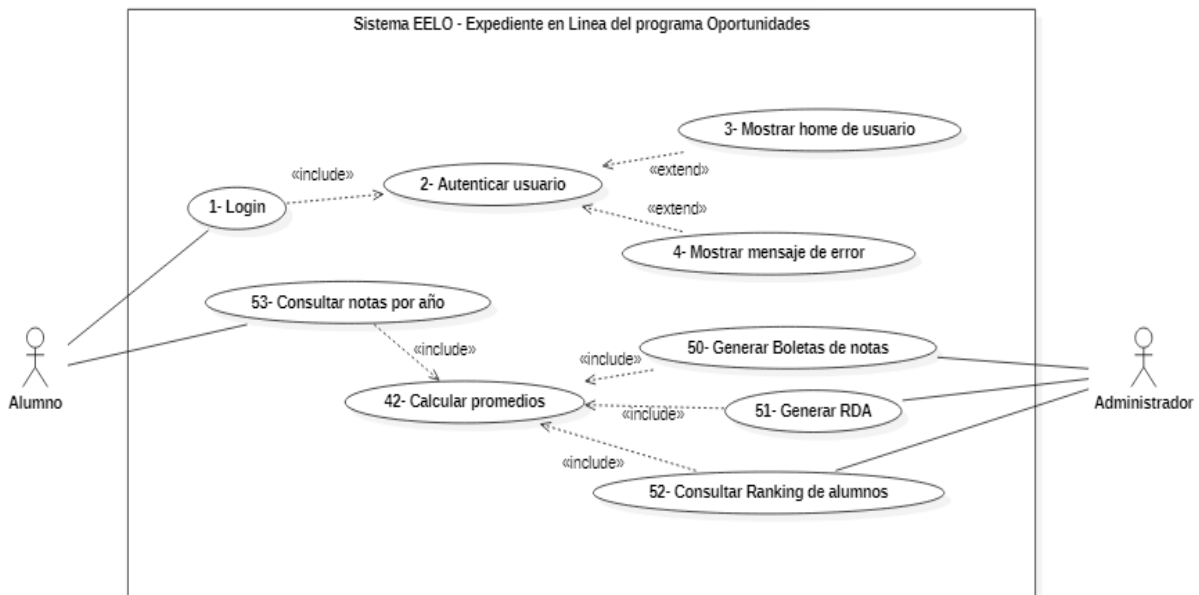 Sistema EELO - Expediente en Linea del programa Oportunidades
3- Mostrar home de usuario
«extend»
«include»
2- Autenticar usuario
1- Login
«extend»
4- Mostrar mensaje de error
53- Consultar notas por año
«include»
50- Generar Boletas de notas
«include»
42- Calcular promedios
51- Generar RDA
«include»
Alumno
Administrador
«include»
52- Consultar Ranking de alumnos